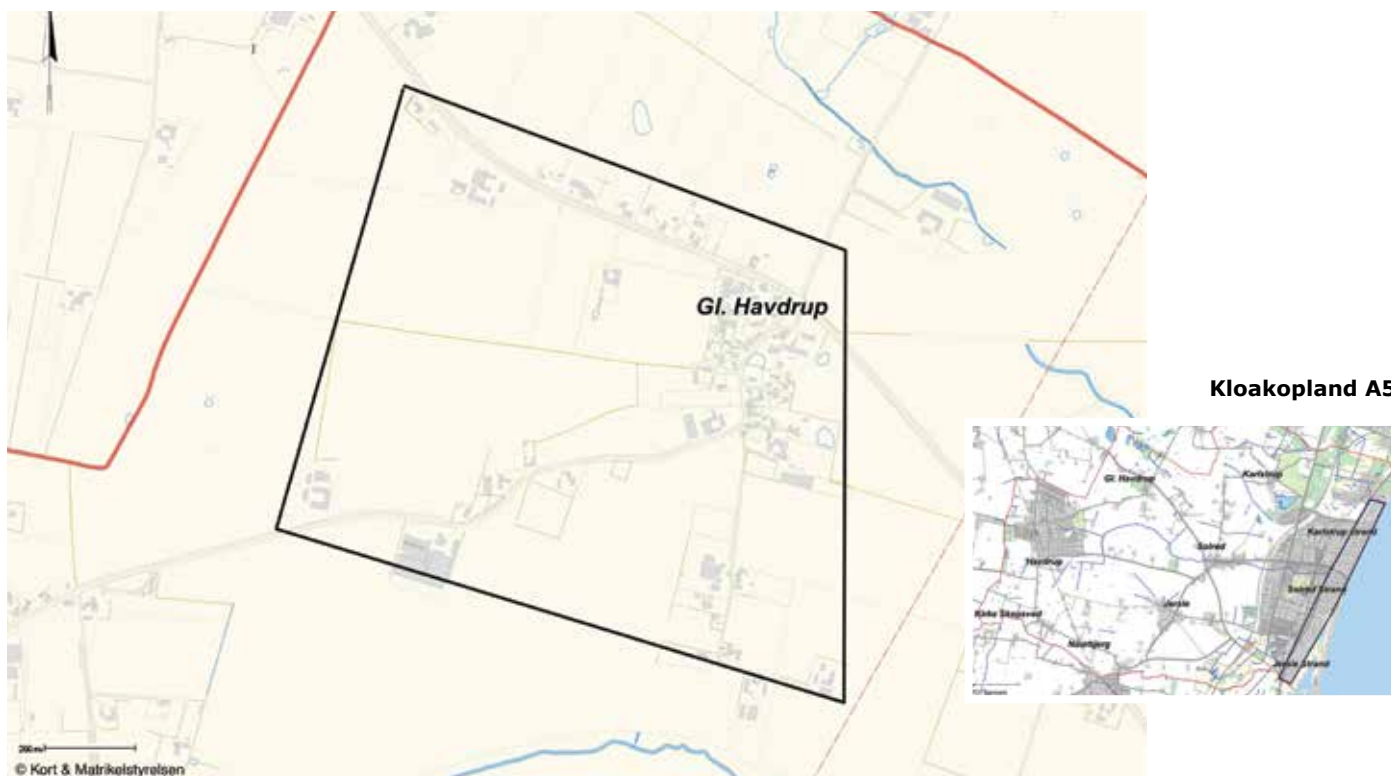 Gl. Havdrup
Kloakopland A5
Gl. Havdrup
Karlstrup
Karlstrup Strand
Solrød
Havdrup
Solrød Strand
Jersie
Kirke Skensved
Jersie Strand
© Kort & Matrikelstyrelsen